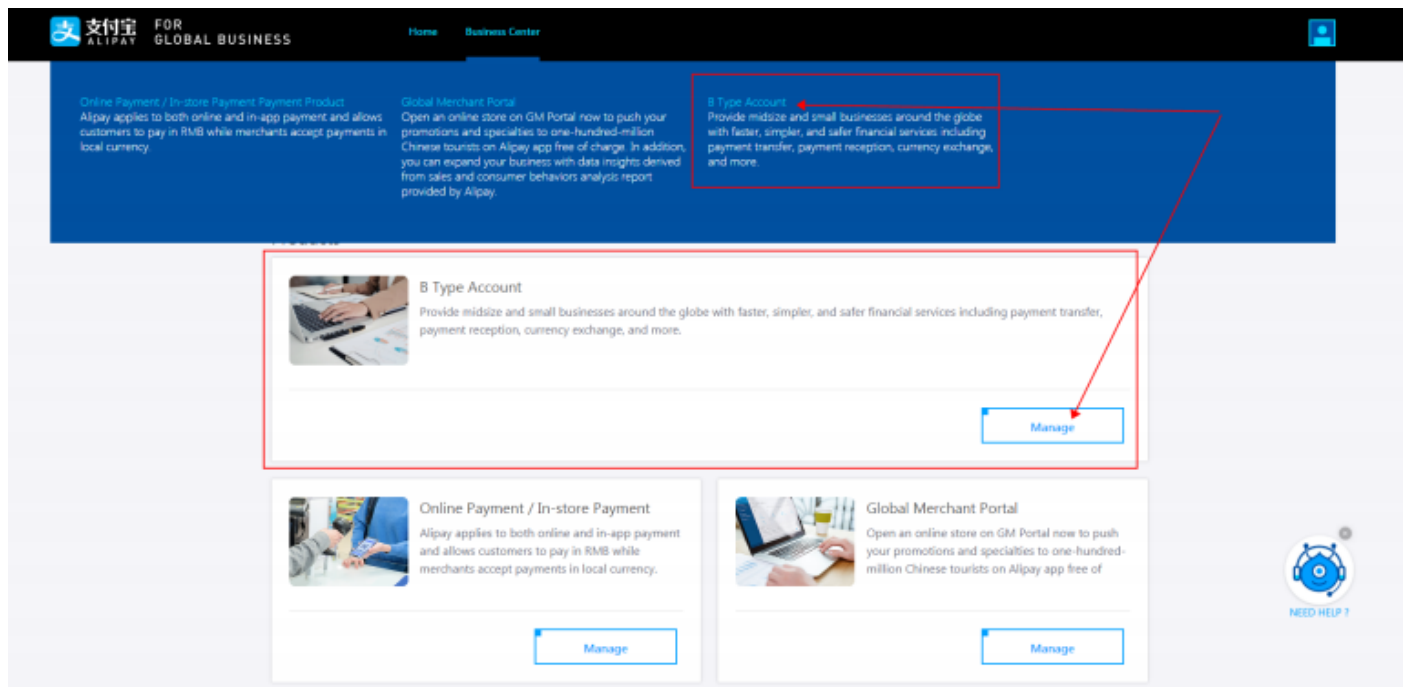 支付宝
ALIPAY
FOR
GLOBAL BUSINESS
Home
Business Center
Online Payment / In-store Payment Payment Product
Alipay applies to both online and in-app payment and allows
customers to pay in RMB while merchants accept payments in
local currency.
Global Merchant Portal
Open an online store on GM Portal now to push your
promotions and specialties to one-hundred-million
Chinese tourists on Alipay app free of charge. In addition,
you can expand your business with data insights derived
from sales and consumer behaviors analysis report
provided by Alipay.
B Type Account
Provide midsize and small businesses around the globe
with faster, simpler, and safer financial services including
payment transfer, payment reception, currency exchange,
and more.
B Type Account
Provide midsize and small businesses around the globe with faster, simpler, and safer financial services including payment transfer,
payment reception, currency exchange, and more.
Manage
Online Payment / In-store Payment
Alipay applies to both online and in-app payment
and allows customers to pay in RMB while
merchants accept payments in local currency.
Manage
Global Merchant Portal
Open an online store on GM Portal now to push
your promotions and specialties to one-hundred-
million Chinese tourists on Alipay app free of
Manage
NEED HELP ?